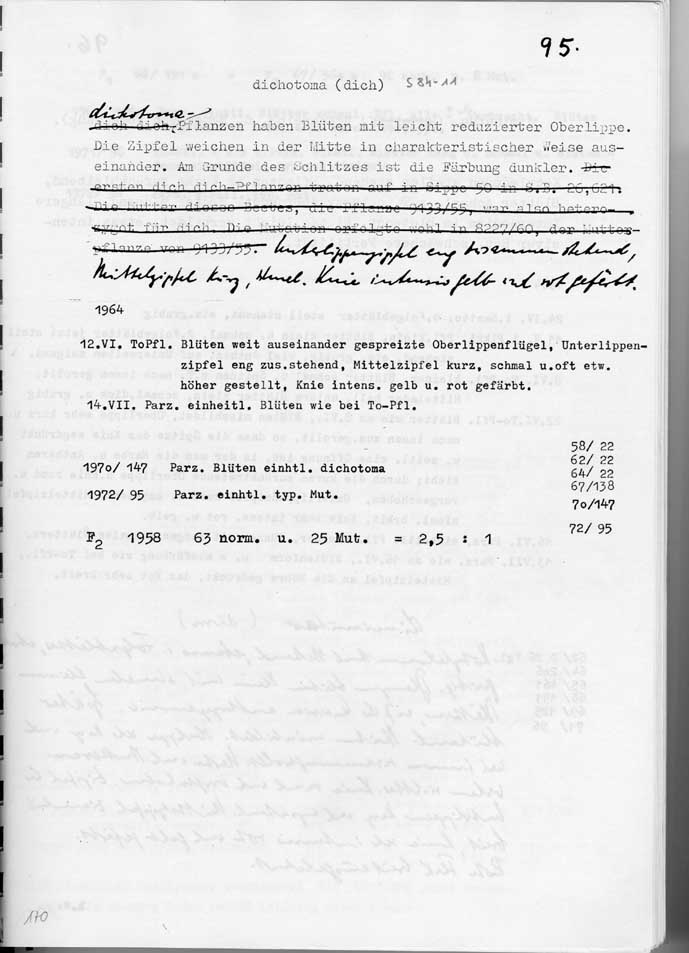 95.
dichotoma (dich) S 84-11
dichotoma-
dich dich-Pflanzen haben Blüten mit leicht reduzierter Oberlippe.
Die Zipfel weichen in der Mitte in charakteristischer Weise aus-
einander. Am Grunde des Schlitzes ist die Färbung dunkler. Die
ersten dich dich-Pflanzen traten auf in Sippe 50 in S.B. 26,621.
Die Mutter dieses Beetes, die Pflanze 9133/55, war also hetero-
zygot für dich. Die Mutation erfolgte wohl in 8227/60, der Mutter-
pflanze von 9133/55. Unterlippenzipfel eng zusammen stehend,
Mittelzipfel kurz, schmal. Knie intensiv gelb und rot gefärbt.
1964
12.VI. ToPfl. Blüten weit auseinander gespreizte Oberlippenflügel, Unterlippen-
zipfel eng zus.stehend, Mittelzipfel kurz, schmal u.oft etw.
höher gestellt, Knie intens. gelb u. rot gefärbt.
14.VII. Parz. einheitl. Blüten wie bei To-Pfl.
58/ 22
62/ 22
1970/ 147 Parz. Blüten einhtl. dichotoma
64/ 22
67/138
1972/ 95 Parz. einhtl. typ. Mut.
70/147
72/ 95
F2 1958 63 norm. u. 25 Mut. = 2,5 : 1
170